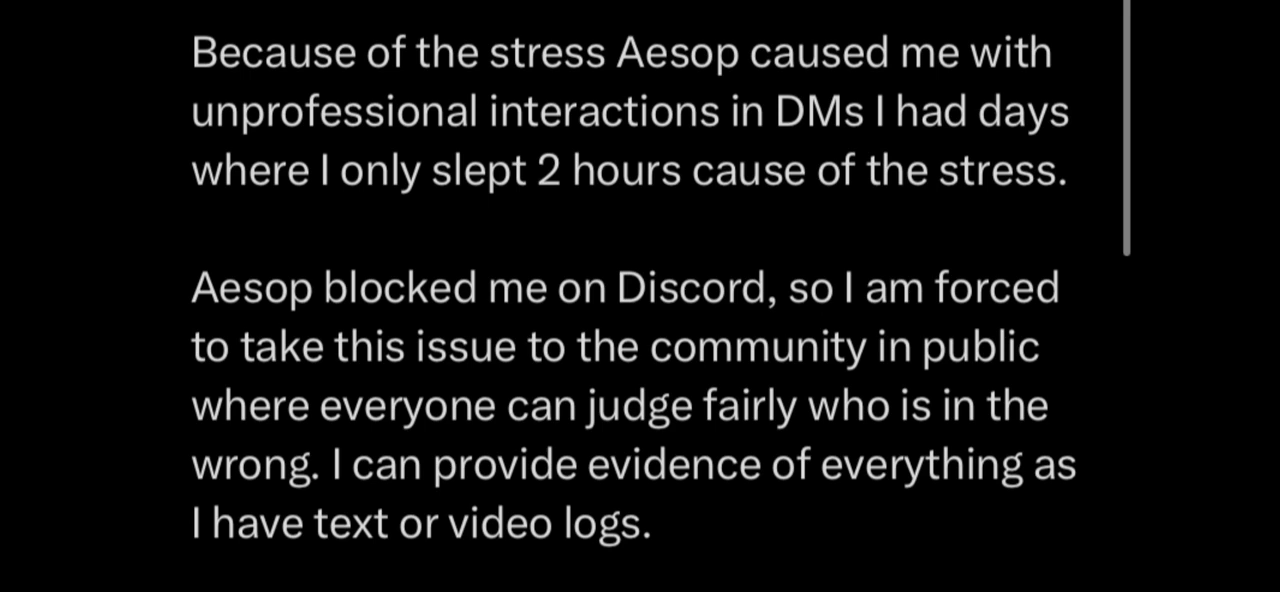 Because of the stress Aesop caused me with
unprofessional interactions in DMs I had days
where I only slept 2 hours cause of the stress.
Aesop blocked me on Discord, so I am forced
to take this issue to the community in public
where everyone can judge fairly who is in the
wrong. I can provide evidence of everything as
I have text or video logs.